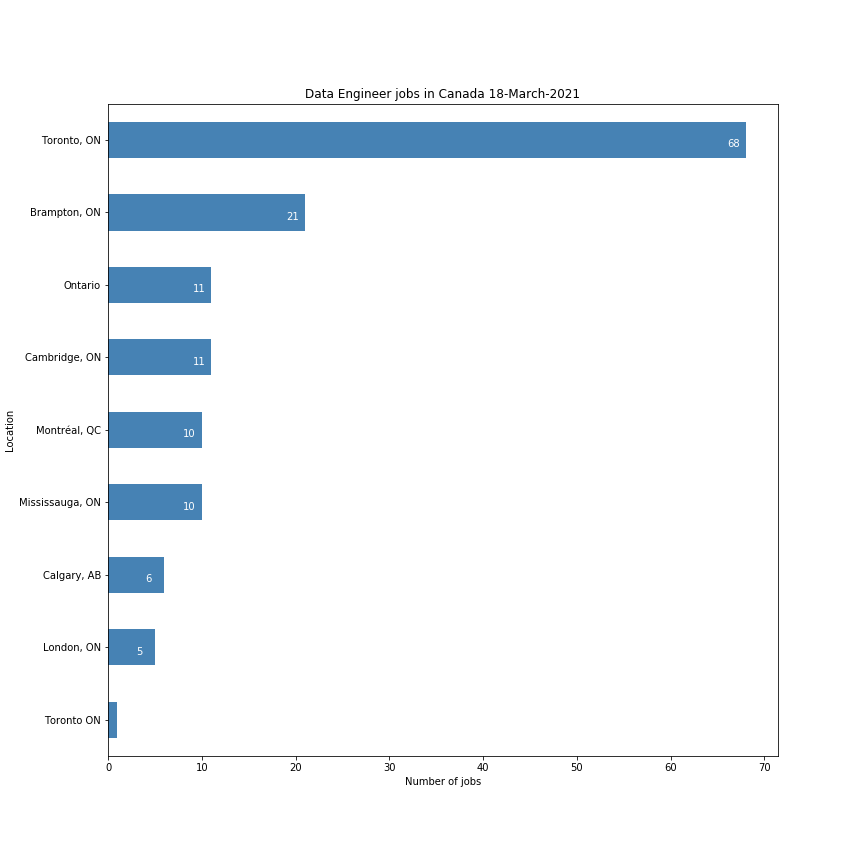 Data Engineer jobs in Canada 18-March-2021
Toronto, ON
68
Brampton, ON
21
Ontario
11
Cambridge, ON
11
Location
Montréal, QC
10
Mississauga, ON
10
Calgary, AB
6
London, ON
5
Toronto ON
0 10 20 30 40 50 60 70
Number of jobs